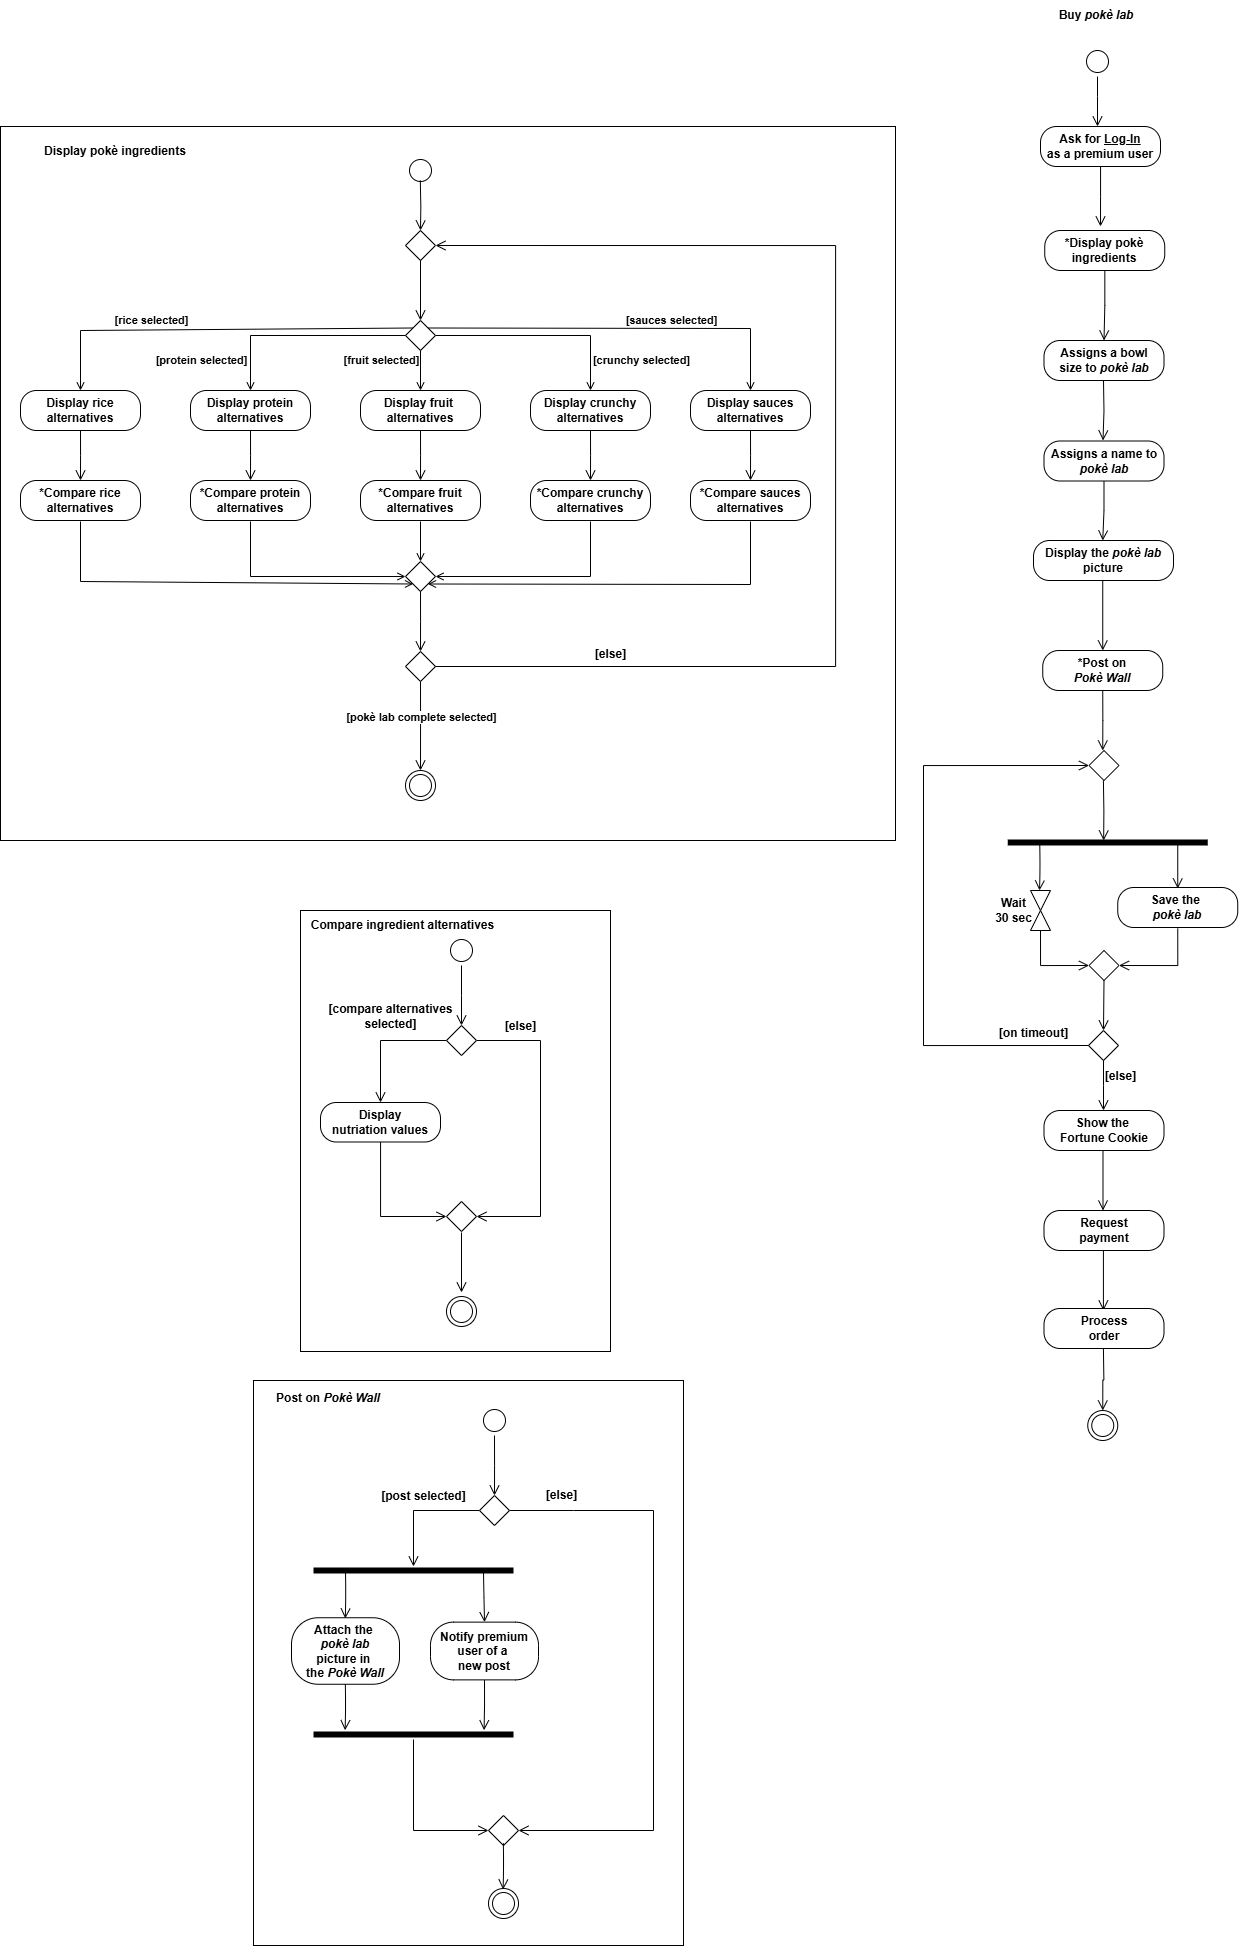 Buy pokè lab
Ask for Log-In
as a premium user
*Display pokè
ingredients
Assigns a bowl
size to pokè lab
Assigns a name to
pokè lab
Display the pokè lab
picture
*Post on
Pokè Wall
Wait
30 sec
Save the
pokè lab
[on timeout]
[else]
Show the
Fortune Cookie
Request
payment
Process
order
Display pokè ingredients
[rice selected]
[sauces selected]
[protein selected]
[fruit selected]
[crunchy selected]
Display rice
alternatives
Display protein
alternatives
Display fruit
alternatives
Display crunchy
alternatives
Display sauces
alternatives
*Compare rice
alternatives
*Compare protein
alternatives
*Compare fruit
alternatives
*Compare crunchy
alternatives
*Compare sauces
alternatives
[else]
[pokè lab complete selected]
Compare ingredient alternatives
[compare alternatives
selected]
[else]
Display
nutriation values
Post on Pokè Wall
[post selected]
[else]
Attach the
pokè lab
picture in
the Pokè Wall
Notify premium
user of a
new post